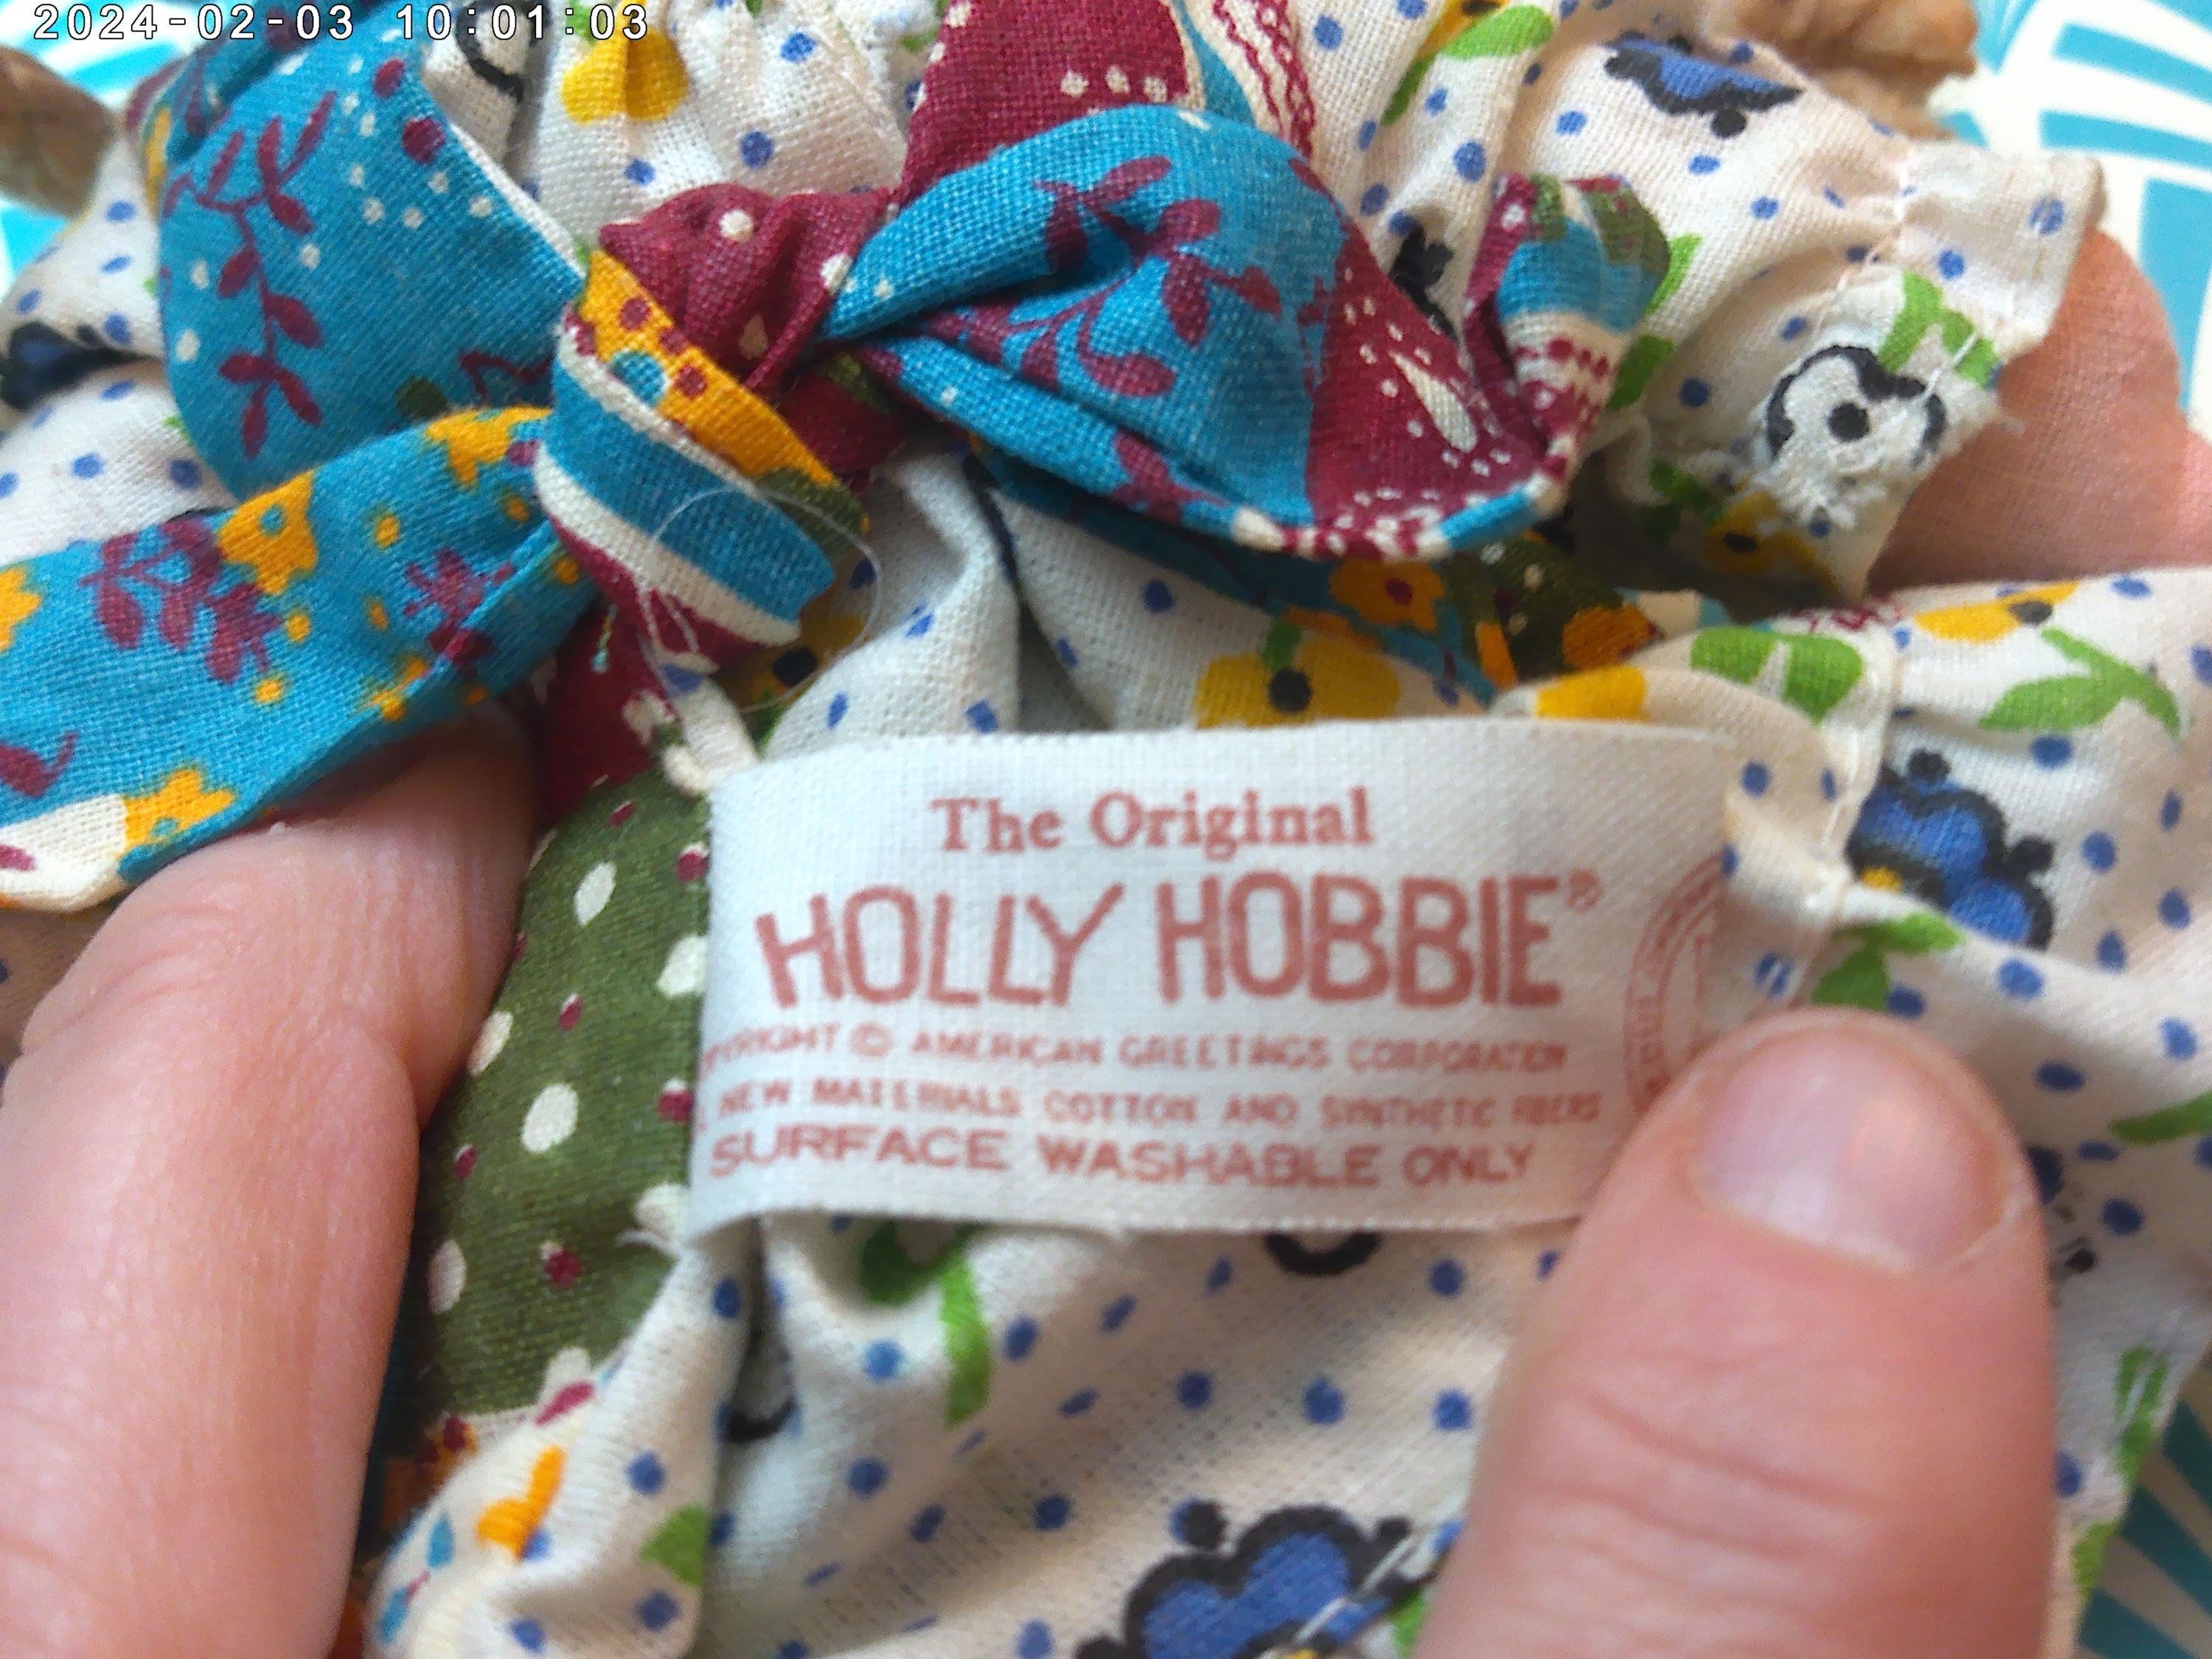 2024-02-03 10:01:03
The Original
HOLLY HOBBIE®
© AMERICAN GREETINGS CORPORATION
NEW MATERIALS COTTON AND SYNTHETIC FIBERS
SURFACE WASHABLE ONLY